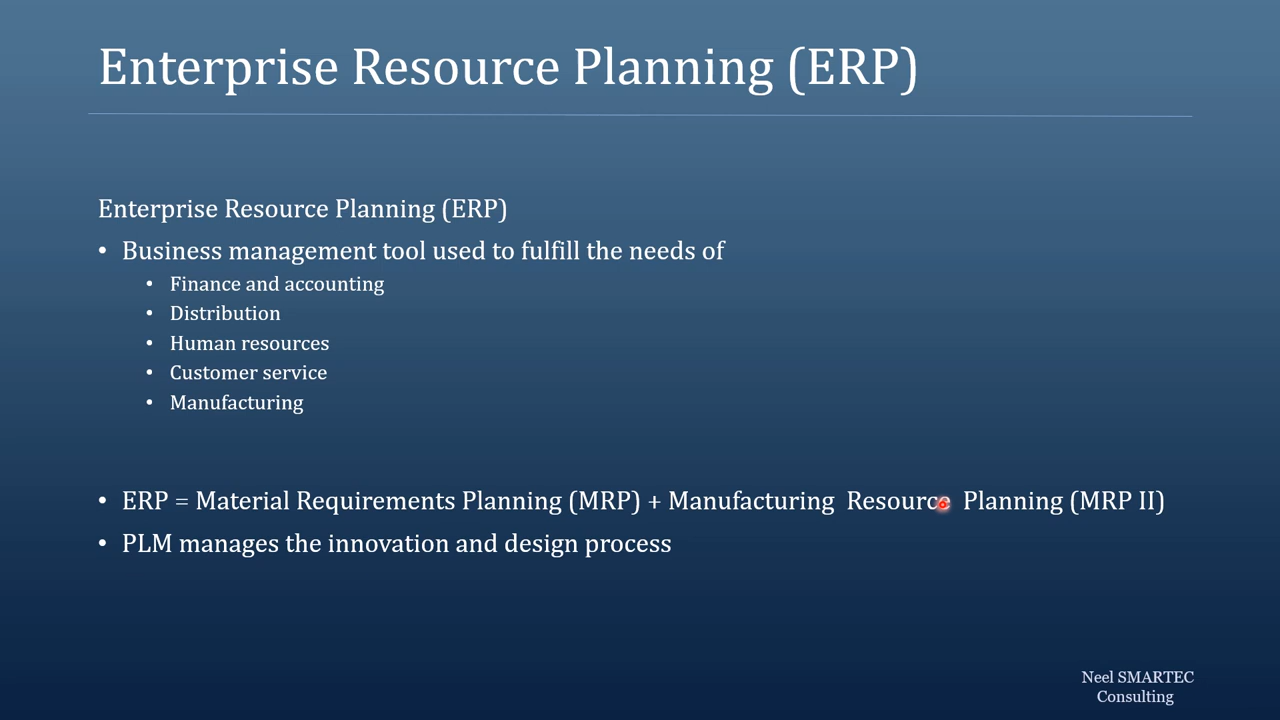 Enterprise Resource Planning (ERP)
Enterprise Resource Planning (ERP)
• Business management tool used to fulfill the needs of
• Finance and accounting
• Distribution
• Human resources
• Customer service
• Manufacturing
• ERP = Material Requirements Planning (MRP) + Manufacturing Resource Planning (MRP II)
• PLM manages the innovation and design process
Neel SMARTEC
Consulting